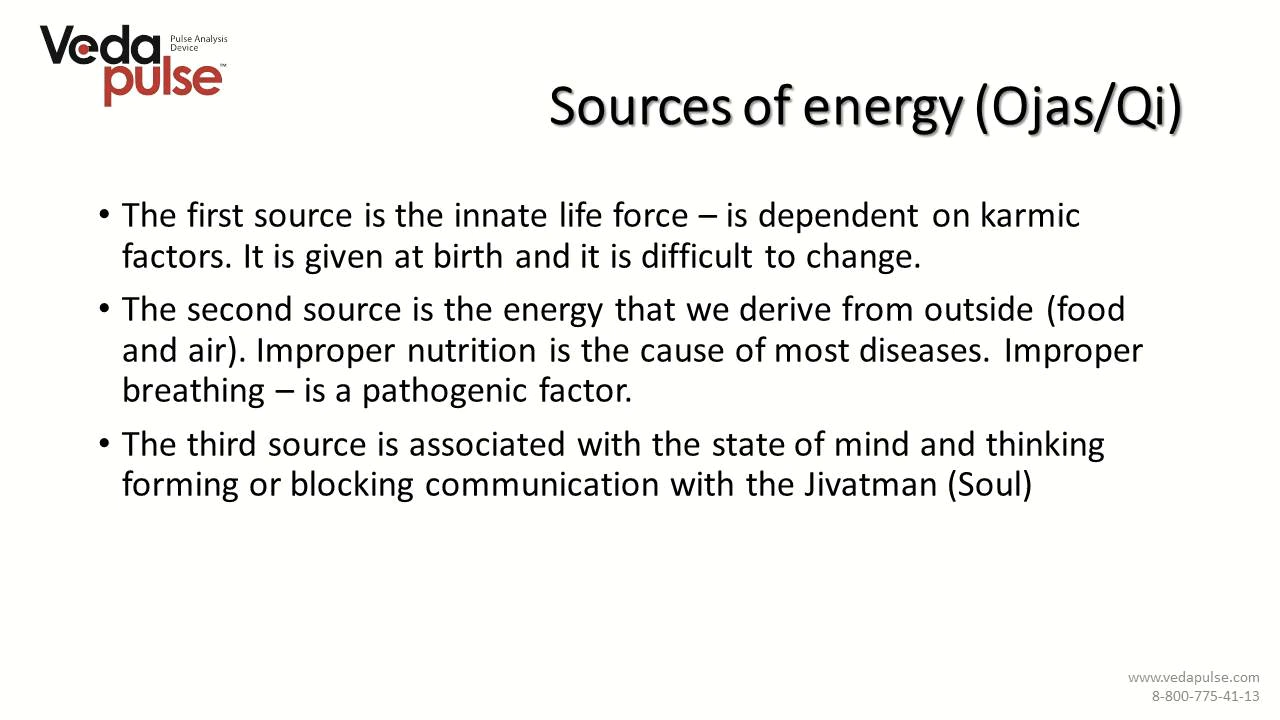 Veda
pulse™
Pulse Analysis
Device
Sources of energy (Ojas/Qi)
• The first source is the innate life force – is dependent on karmic
factors. It is given at birth and it is difficult to change.
• The second source is the energy that we derive from outside (food
and air). Improper nutrition is the cause of most diseases. Improper
breathing – is a pathogenic factor.
• The third source is associated with the state of mind and thinking
forming or blocking communication with the Jivatman (Soul)
www.vedapulse.com
8-800-775-41-13